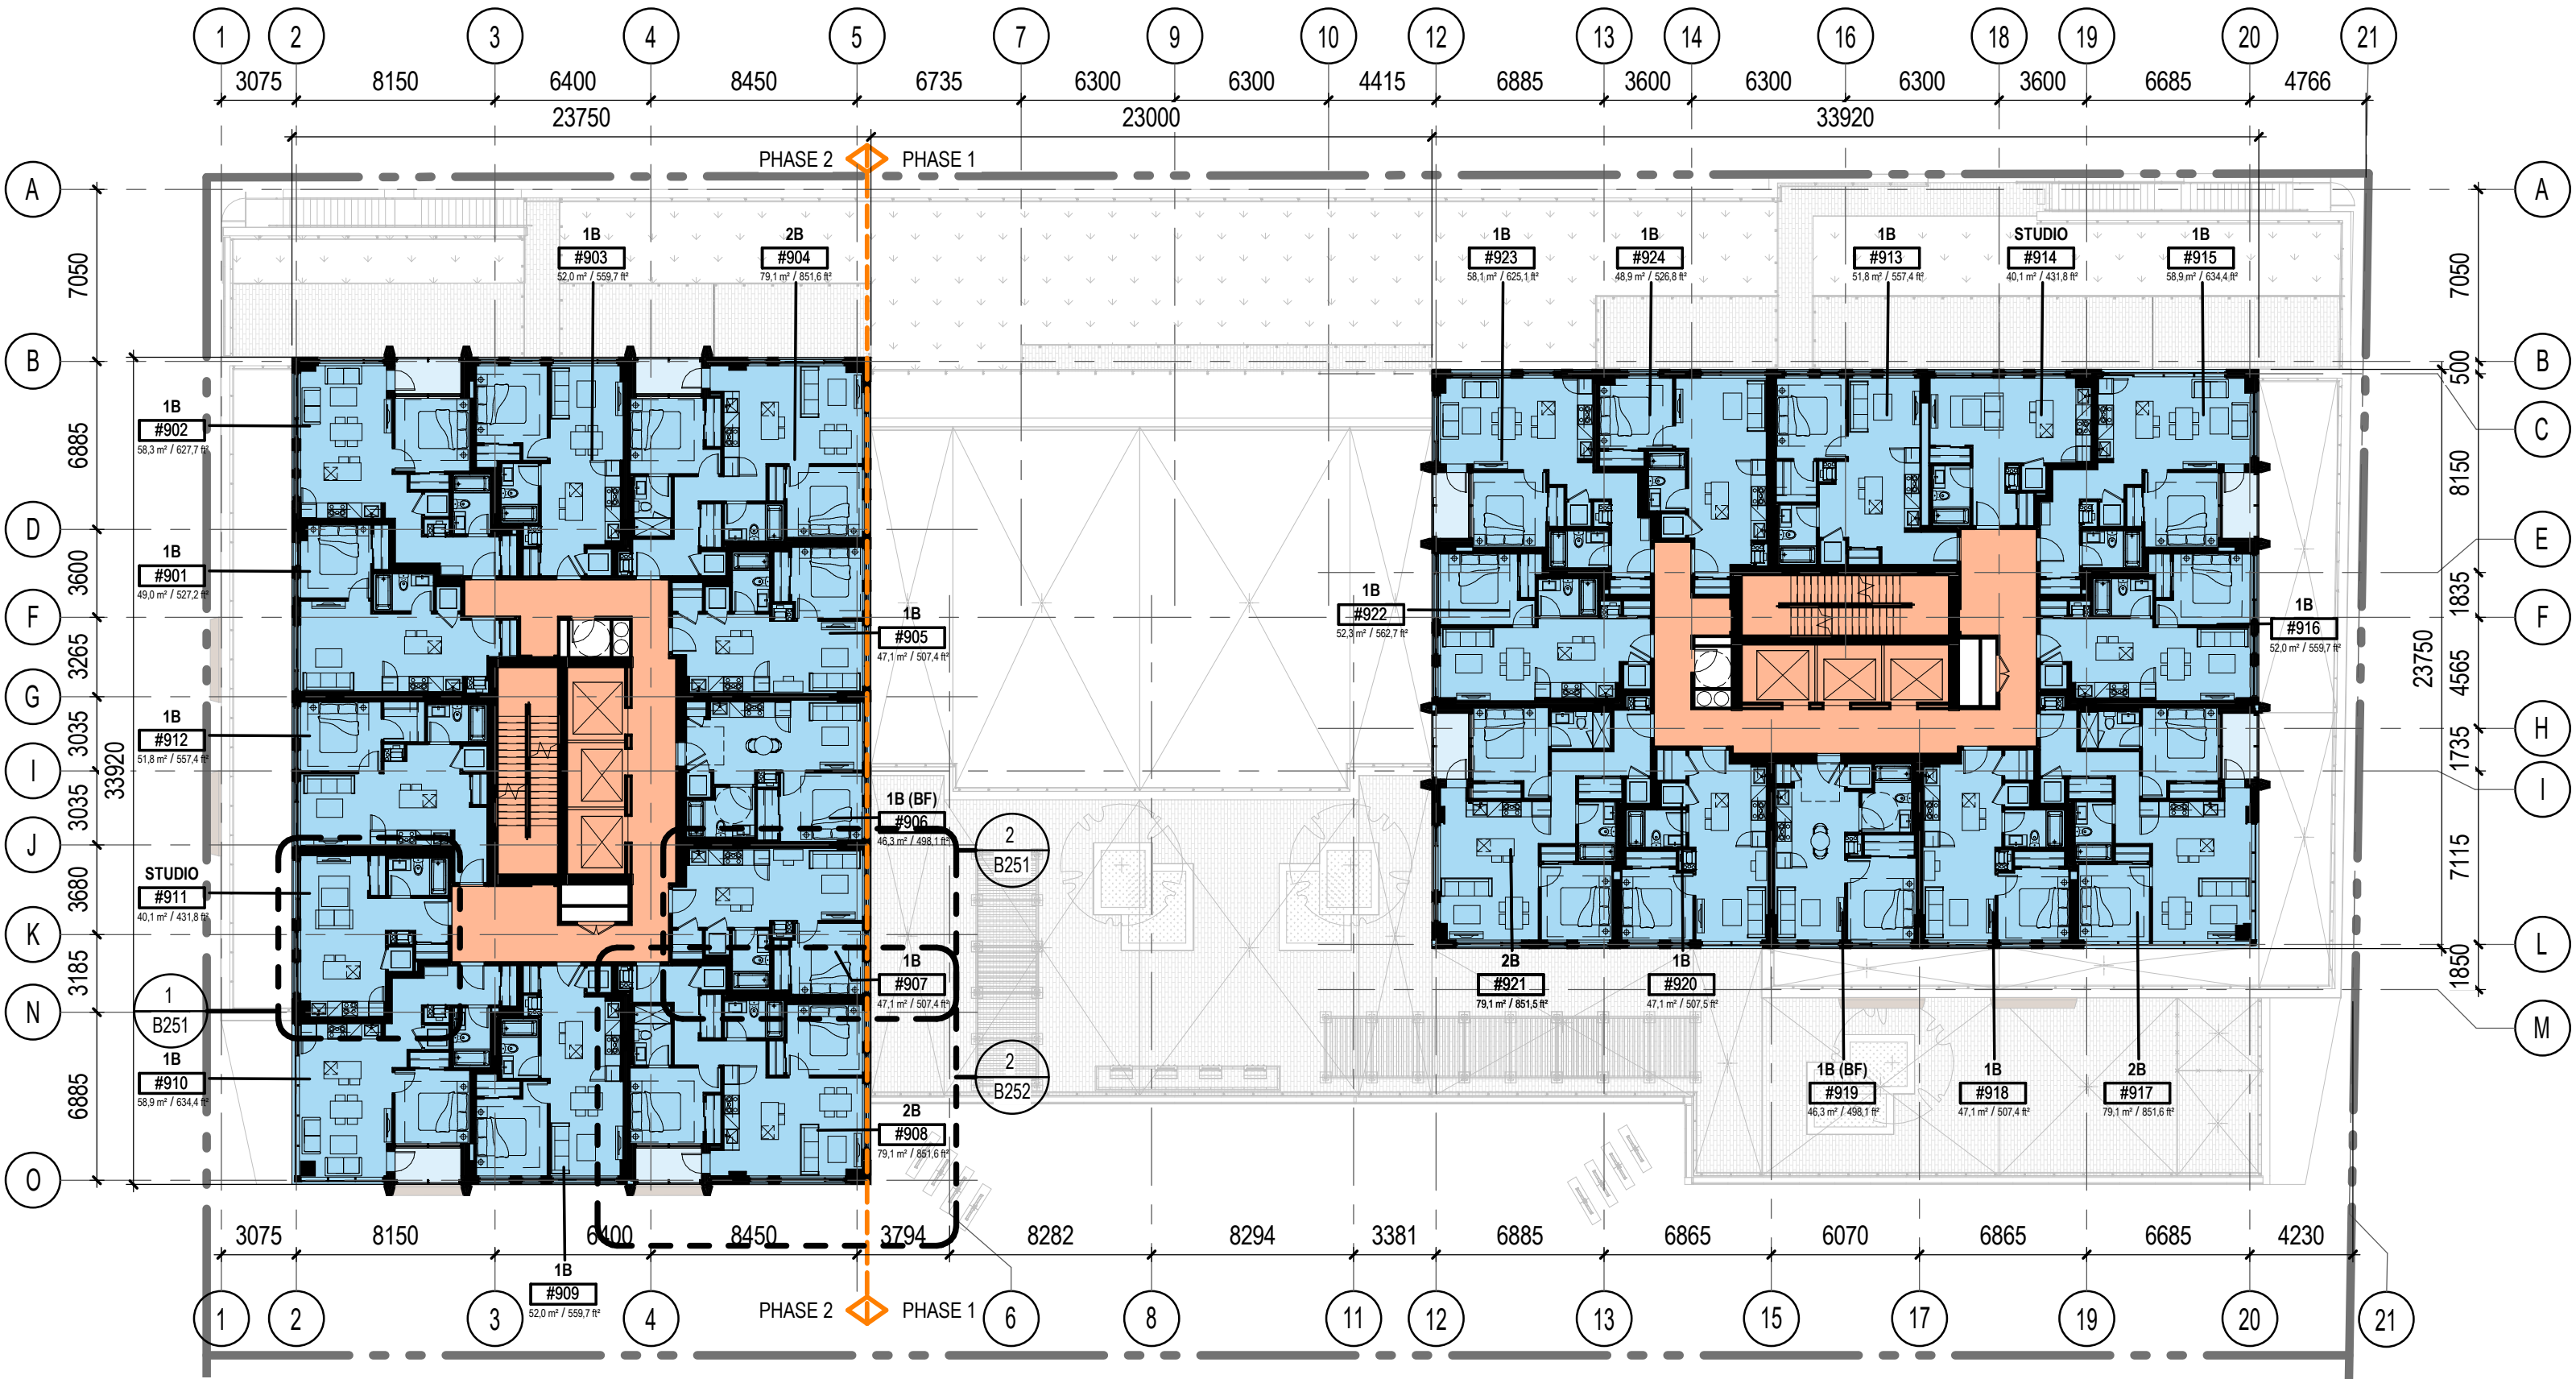 1 2 3 4 5 7 9 10 12 13 14 16 18 19 20 21
3075 8150 6400 8450 6735 6300 6300 4415 6885 3600 6300 6300 3600 6685 4766
23750 23000 33920
PHASE 2 PHASE 1
A A
7050 7050
1B
#903
52,0 m² / 559,7 ft²
2B
#904
79,1 m² / 851,6 ft²
1B
#923
58,1 m² / 625,1 ft²
1B
#924
48,9 m² / 526,8 ft²
1B
#913
51,8 m² / 557,4 ft²
STUDIO
#914
40,1 m² / 431,8 ft²
1B
#915
58,9 m² / 634,4 ft²
B B
500
C
6885 8150
1B
#902
58,3 m² / 627,7 ft²
D E
3600 1835
1B
#901
49,0 m² / 527,2 ft²
F F
1B
#905
47,1 m² / 507,4 ft²
1B
#922
52,3 m² / 562,7 ft²
1B
#916
52,0 m² / 559,7 ft²
3265 4565
23750
G H
3035 1735
33920
1B
#912
51,8 m² / 557,4 ft²
I I
3035
1B (BF)
#906
46,3 m² / 498,1 ft²
2
B251
J
3680 7115
STUDIO
#911
40,1 m² / 431,8 ft²
K L
3185 1850
1B
#907
47,1 m² / 507,4 ft²
2B
#921
79,1 m² / 851,5 ft²
1B
#920
47,1 m² / 507,5 ft²
1
B251
N M
1B
#910
58,9 m² / 634,4 ft²
6885
2
B252
1B (BF)
#919
46,3 m² / 498,1 ft²
1B
#918
47,1 m² / 507,4 ft²
2B
#917
79,1 m² / 851,6 ft²
2B
#908
79,1 m² / 851,6 ft²
O
3075 8150 6400 8450 3794 8282 8294 3381 6885 6865 6070 6865 6685 4230
1B
#909
52,0 m² / 559,7 ft²
PHASE 2 PHASE 1
1 2 3 4 6 8 11 12 13 15 17 19 20 21